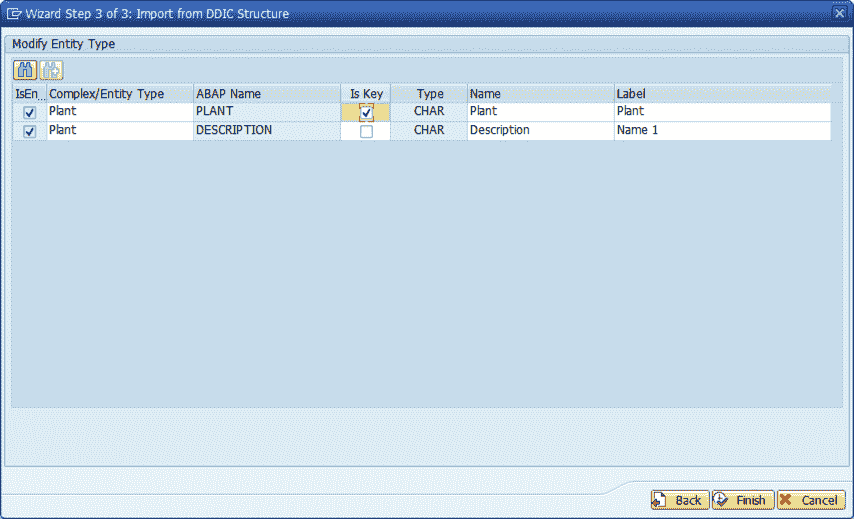 Wizard Step 3 of 3: Import from DDIC Structure
Modify Entity Type
IsEn... Complex/Entity Type ABAP Name Is Key Type Name Label
Plant PLANT CHAR Plant Plant
Plant DESCRIPTION CHAR Description Name 1
Back Finish Cancel